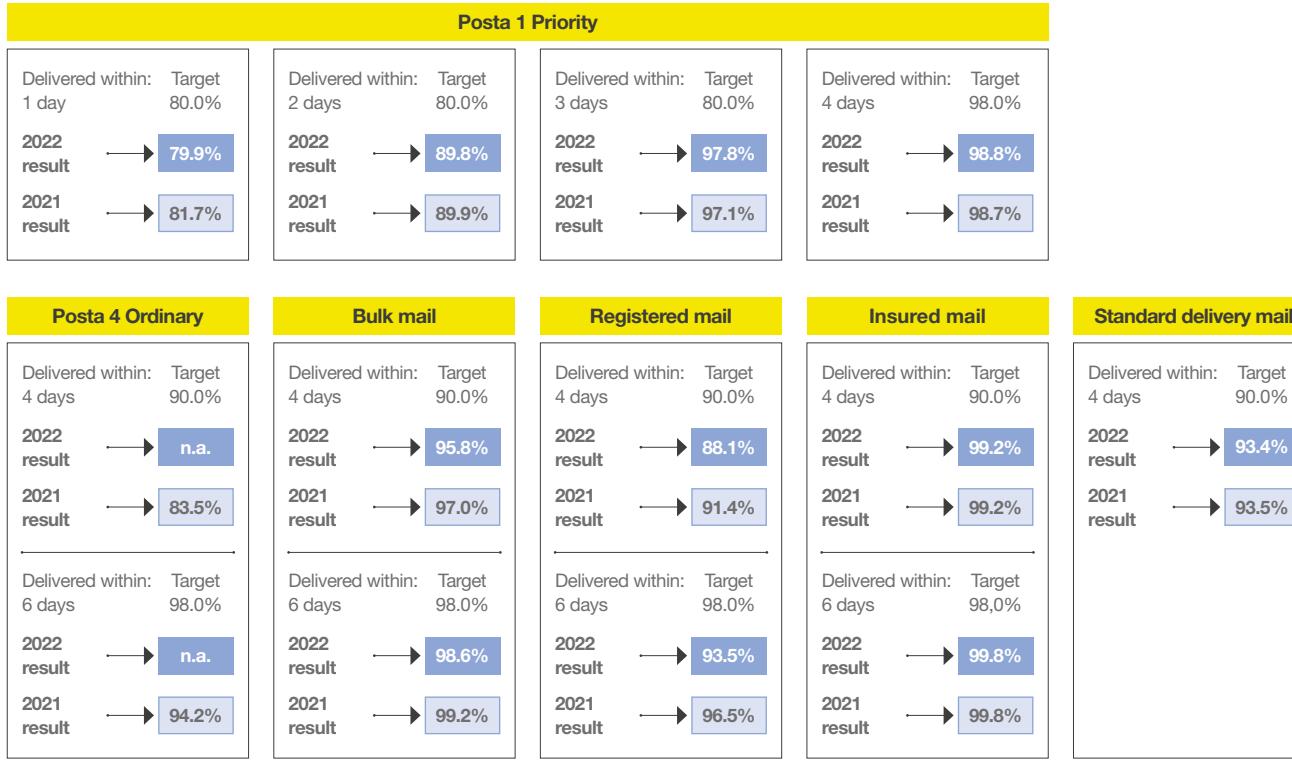 Posta 1 Priority
Delivered within: Target
1 day 80.0%
2022
result 79.9%
2021
result 81.7%
Delivered within: Target
2 days 80.0%
2022
result 89.8%
2021
result 89.9%
Delivered within: Target
3 days 80.0%
2022
result 97.8%
2021
result 97.1%
Delivered within: Target
4 days 98.0%
2022
result 98.8%
2021
result 98.7%
Posta 4 Ordinary
Delivered within: Target
4 days 90.0%
2022
result n.a.
2021
result 83.5%
Delivered within: Target
6 days 98.0%
2022
result n.a.
2021
result 94.2%
Bulk mail
Delivered within: Target
4 days 90.0%
2022
result 95.8%
2021
result 97.0%
Delivered within: Target
6 days 98.0%
2022
result 98.6%
2021
result 99.2%
Registered mail
Delivered within: Target
4 days 90.0%
2022
result 88.1%
2021
result 91.4%
Delivered within: Target
6 days 98.0%
2022
result 93.5%
2021
result 96.5%
Insured mail
Delivered within: Target
4 days 90.0%
2022
result 99.2%
2021
result 99.2%
Delivered within: Target
6 days 98,0%
2022
result 99.8%
2021
result 99.8%
Standard delivery mail
Delivered within: Target
4 days 90.0%
2022
result 93.4%
2021
result 93.5%